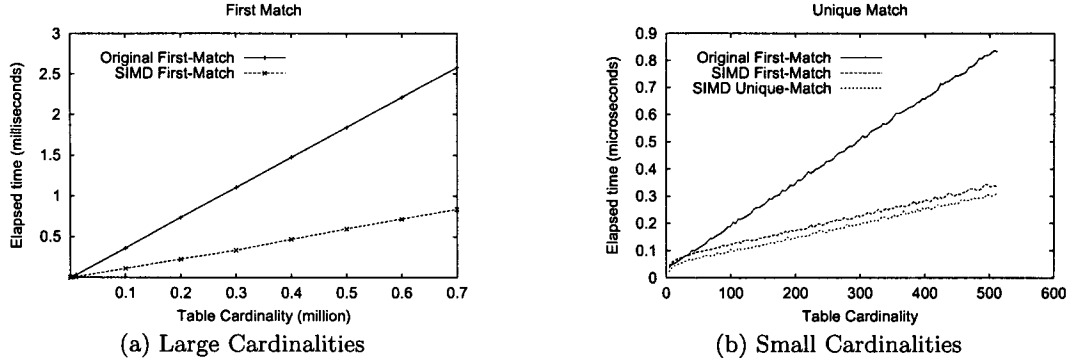 First Match
3
2.5
2
1.5
1
0.5
Elapsed time (milliseconds)
Original First-Match
SIMD First-Match
0.1 0.2 0.3 0.4 0.5 0.6 0.7
Table Cardinality (million)
(a) Large Cardinalities
Unique Match
0.9
0.8
0.7
0.6
0.5
0.4
0.3
0.2
0.1
0
Elapsed time (microseconds)
Original First-Match
SIMD First-Match
SIMD Unique-Match
0 100 200 300 400 500 600
Table Cardinality
(b) Small Cardinalities